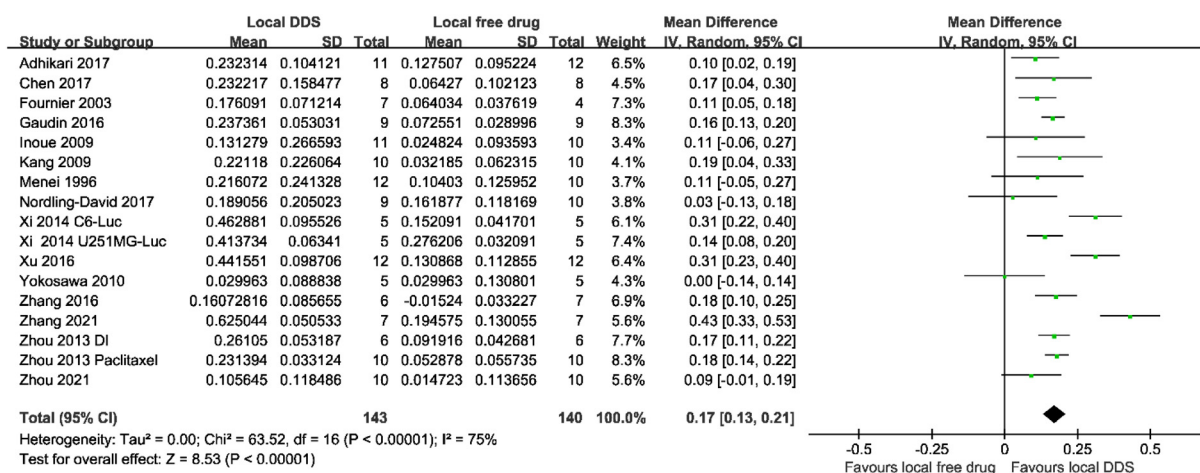 Local DDS Local free drug Mean Difference Mean Difference
Study or Subgroup Mean SD Total Mean SD Total Weight IV, Random, 95% CI IV, Random, 95% CI
Adhikari 2017 0.232314 0.104121 11 0.127507 0.095224 12 6.5% 0.10 [0.02, 0.19]
Chen 2017 0.232217 0.158477 8 0.06427 0.102123 8 4.5% 0.17 [0.04, 0.30]
Fournier 2003 0.176091 0.071214 7 0.064034 0.037619 4 7.3% 0.11 [0.05, 0.18]
Gaudin 2016 0.237361 0.053031 9 0.072551 0.028996 9 8.3% 0.16 [0.13, 0.20]
Inoue 2009 0.131279 0.266593 11 0.024824 0.093593 10 3.4% 0.11 [-0.06, 0.27]
Kang 2009 0.22118 0.226064 10 0.032185 0.062315 10 4.1% 0.19 [0.04, 0.33]
Menei 1996 0.216072 0.241328 12 0.10403 0.125952 10 3.7% 0.11 [-0.05, 0.27]
Nordling-David 2017 0.189056 0.205023 9 0.161877 0.118169 10 3.8% 0.03 [-0.13, 0.18]
Xi 2014 C6-Luc 0.462881 0.095526 5 0.152091 0.041701 5 6.1% 0.31 [0.22, 0.40]
Xi 2014 U251MG-Luc 0.413734 0.06341 5 0.276206 0.032091 5 7.4% 0.14 [0.08, 0.20]
Xu 2016 0.441551 0.098706 12 0.130868 0.112855 12 6.5% 0.31 [0.23, 0.40]
Yokosawa 2010 0.029963 0.088838 5 0.029963 0.130801 5 4.2% 0.00 [-0.14, 0.14]
Zhang 2016 0.16072816 0.085655 6 -0.01524 0.033227 7 6.9% 0.18 [0.10, 0.25]
Zhang 2021 0.625044 0.050533 7 0.194575 0.130055 7 5.6% 0.43 [0.33, 0.53]
Zhou 2013 DI 0.26105 0.053187 6 0.091916 0.042681 6 7.7% 0.17 [0.11, 0.22]
Zhou 2013 Paclitaxel 0.231394 0.033124 10 0.052878 0.055735 10 8.3% 0.18 [0.14, 0.22]
Zhou 2021 0.105645 0.118486 10 0.014723 0.113656 10 5.6% 0.09 [-0.01, 0.19]
Total (95% CI) 143 140 100.0% 0.17 [0.13, 0.21]
Heterogeneity: Tau² = 0.00; Chi² = 63.52, df = 16 (P < 0.00001); I² = 75%
Test for overall effect: Z = 8.53 (P < 0.00001)
-0.5 -0.25 0 0.25 0.5
Favours local free drug Favours local DDS